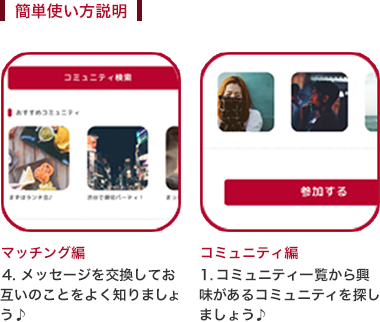 簡単使い方説明
コミュニティ検索
おすすめコミュニティ
まずはランチ会♪
渋谷で親切パーティ！
参加する
マッチング編
4. メッセージを交換してお
互いのことをよく知りましょ
う♪
コミュニティ編
1. コミュニティ一覧から興
味があるコミュニティを探し
ましょう♪